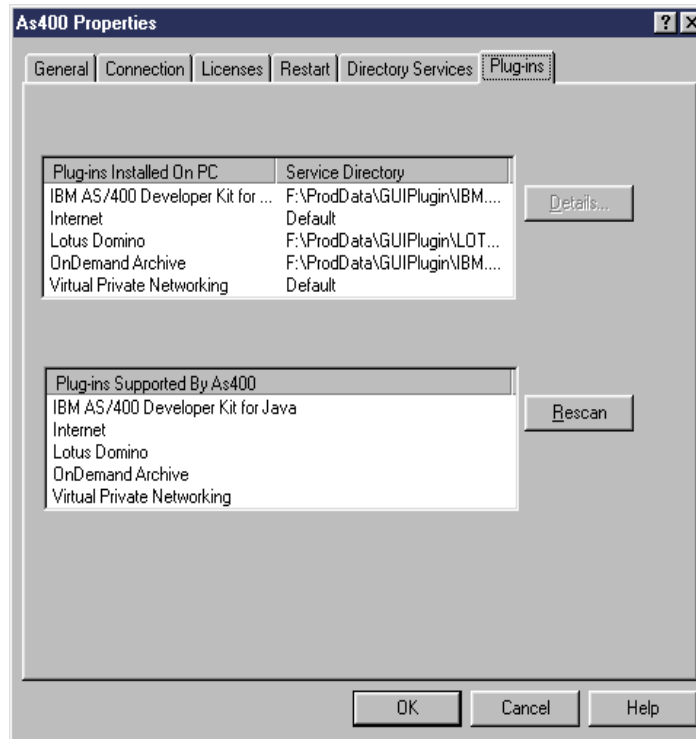 As400 Properties
General Connection Licenses Restart Directory Services Plug-ins
Plug-ins Installed On PC Service Directory
IBM AS/400 Developer Kit for ... F:\ProdData\GUIPlugin\IBM....
Internet Default
Lotus Domino F:\ProdData\GUIPlugin\LOT...
OnDemand Archive F:\ProdData\GUIPlugin\IBM....
Virtual Private Networking Default
Details...
Plug-ins Supported By As400
IBM AS/400 Developer Kit for Java
Internet
Lotus Domino
OnDemand Archive
Virtual Private Networking
Rescan
OK Cancel Help